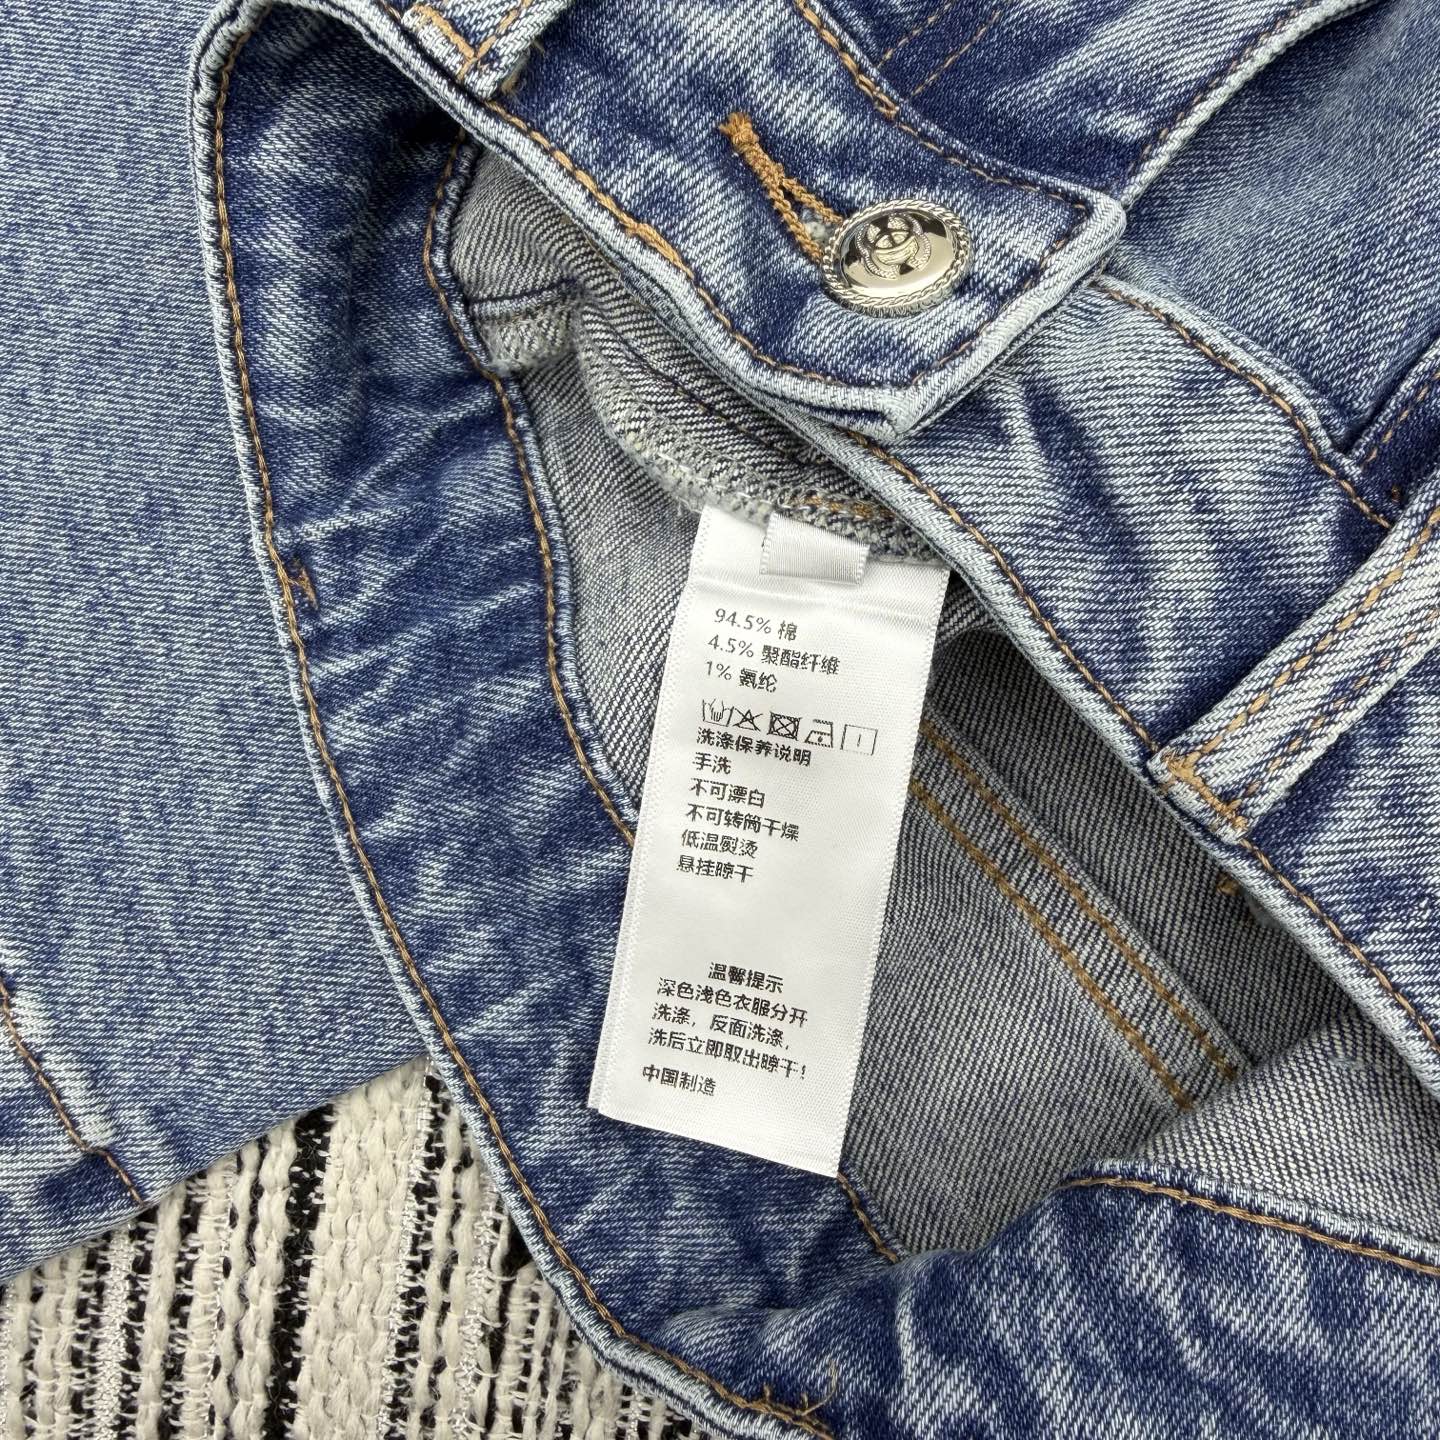 94.5% 棉
4.5% 聚酯纤维
1% 氨纶
洗涤保养说明
手洗
不可漂白
不可转筒干燥
低温熨烫
悬挂晾干
温馨提示
深色浅色衣服分开
洗涤，反面洗涤，
洗后立即取出晾干！
中国制造